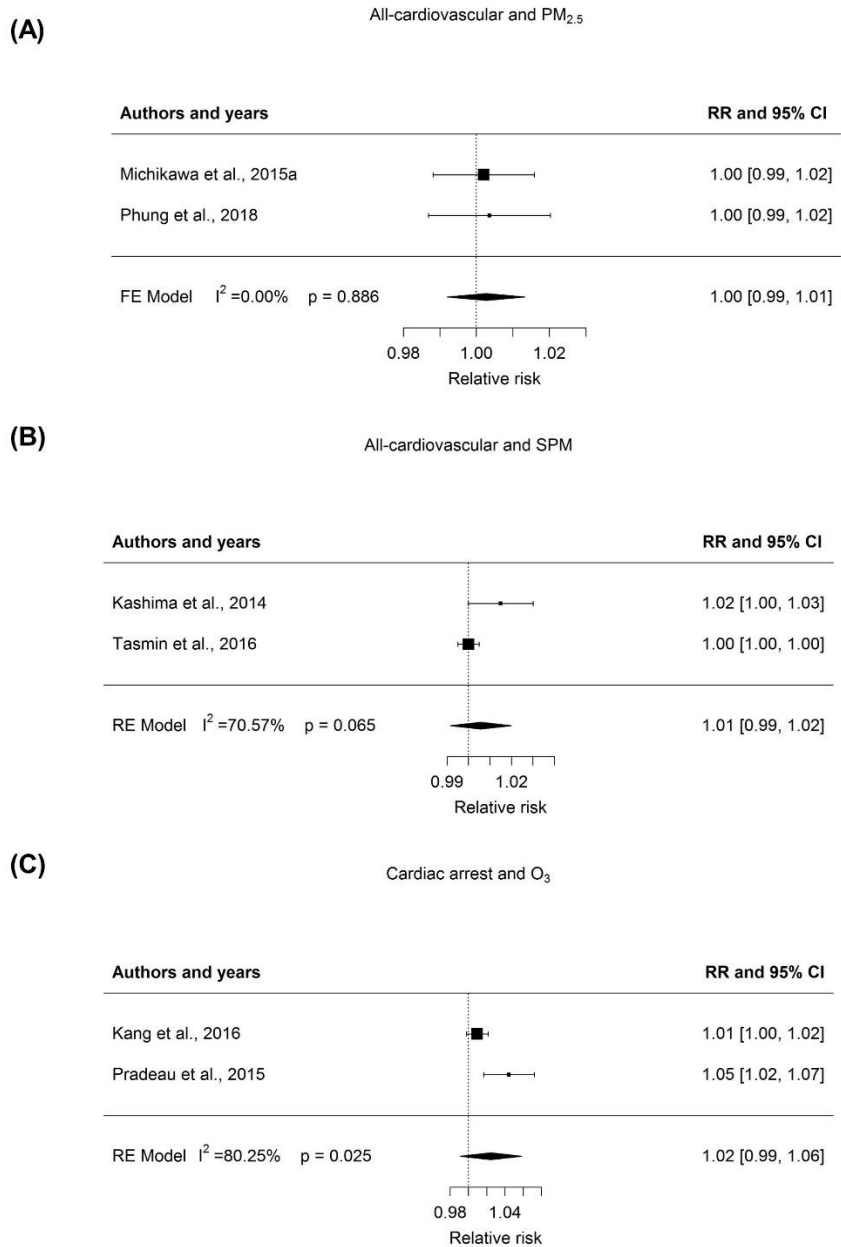 (A)
All-cardiovascular and PM2.5
Authors and years RR and 95% CI
Michikawa et al., 2015a 1.00 [0.99, 1.02]
Phung et al., 2018 1.00 [0.99, 1.02]
FE Model I2 =0.00% p = 0.886 1.00 [0.99, 1.01]
0.98 1.00 1.02
Relative risk
(B)
All-cardiovascular and SPM
Authors and years RR and 95% CI
Kashima et al., 2014 1.02 [1.00, 1.03]
Tasmin et al., 2016 1.00 [1.00, 1.00]
RE Model I2 =70.57% p = 0.065 1.01 [0.99, 1.02]
0.99 1.02
Relative risk
(C)
Cardiac arrest and O3
Authors and years RR and 95% CI
Kang et al., 2016 1.01 [1.00, 1.02]
Pradeau et al., 2015 1.05 [1.02, 1.07]
RE Model I2 =80.25% p = 0.025 1.02 [0.99, 1.06]
0.98 1.04
Relative risk